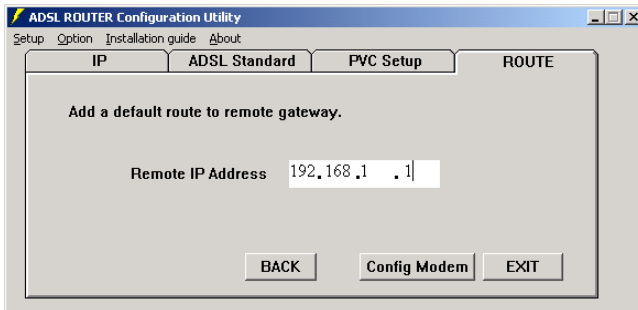 ADSL ROUTER Configuration Utility
Setup Option Installation guide About
IP ADSL Standard PVC Setup ROUTE
Add a default route to remote gateway.
Remote IP Address 192.168.1 .1
BACK Config Modem EXIT